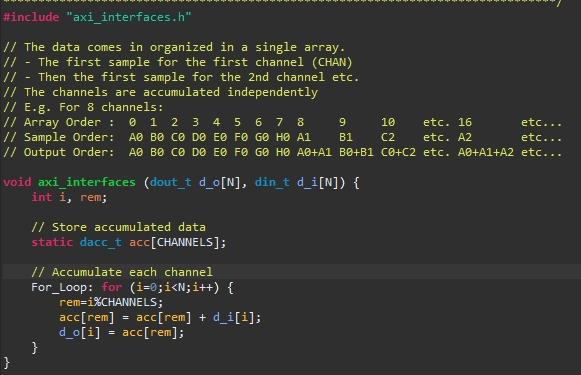 ****************************************************************************/
#include "axi_interfaces.h"
// The data comes in organized in a single array.
// - The first sample for the first channel (CHAN)
// - Then the first sample for the 2nd channel etc.
// The channels are accumulated independently
// E.g. For 8 channels:
// Array Order :  0  1  2  3  4  5  6  7  8     9     10    etc. 16       etc...
// Sample Order:  A0 B0 C0 D0 E0 F0 G0 H0 A1    B1    C2    etc. A2       etc...
// Output Order:  A0 B0 C0 D0 E0 F0 G0 H0 A0+A1 B0+B1 C0+C2 etc. A0+A1+A2 etc...
void axi_interfaces (dout_t d_o[N], din_t d_i[N]) {
    int i, rem;
    // Store accumulated data
    static dacc_t acc[CHANNELS];
    // Accumulate each channel
    For_Loop: for (i=0;i<N;i++) {
        rem=i%CHANNELS;
        acc[rem] = acc[rem] + d_i[i];
        d_o[i] = acc[rem];
    }
}